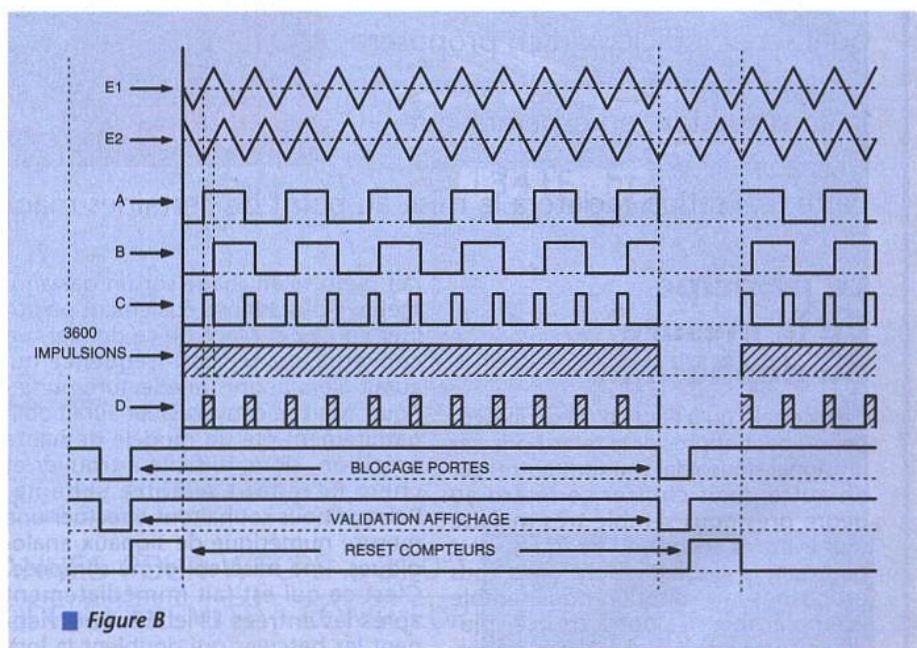 E1
E2
A
B
C
3600
IMPULSIONS
D
BLOCAGE PORTES
VALIDATION AFFICHAGE
RESET COMPTEURS
Figure B